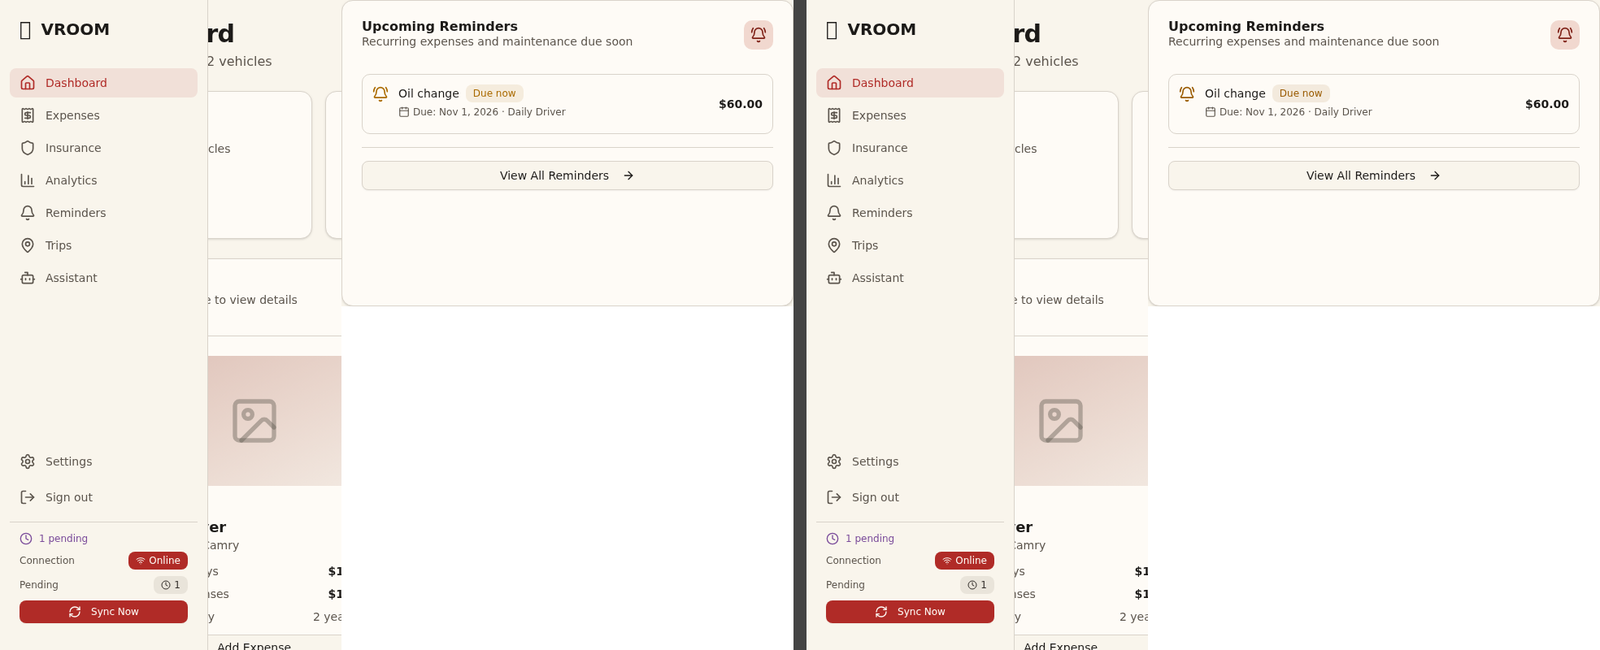 VROOM
Dashboard
Expenses
Insurance
Analytics
Reminders
Trips
Assistant
Settings
Sign out
1 pending
Connection
Online
Pending
1
Sync Now
rd
2 vehicles
cles
e to view details
er
Camry
ys
$1
nses
$1
y
2 yea
Add Expense
Upcoming Reminders
Recurring expenses and maintenance due soon
Oil change
Due now
Due: Nov 1, 2026 · Daily Driver
$60.00
View All Reminders
VROOM
Dashboard
Expenses
Insurance
Analytics
Reminders
Trips
Assistant
Settings
Sign out
1 pending
Connection
Online
Pending
1
Sync Now
rd
2 vehicles
cles
e to view details
er
Camry
ys
$1
nses
$1
y
2 yea
Add Expense
Upcoming Reminders
Recurring expenses and maintenance due soon
Oil change
Due now
Due: Nov 1, 2026 · Daily Driver
$60.00
View All Reminders